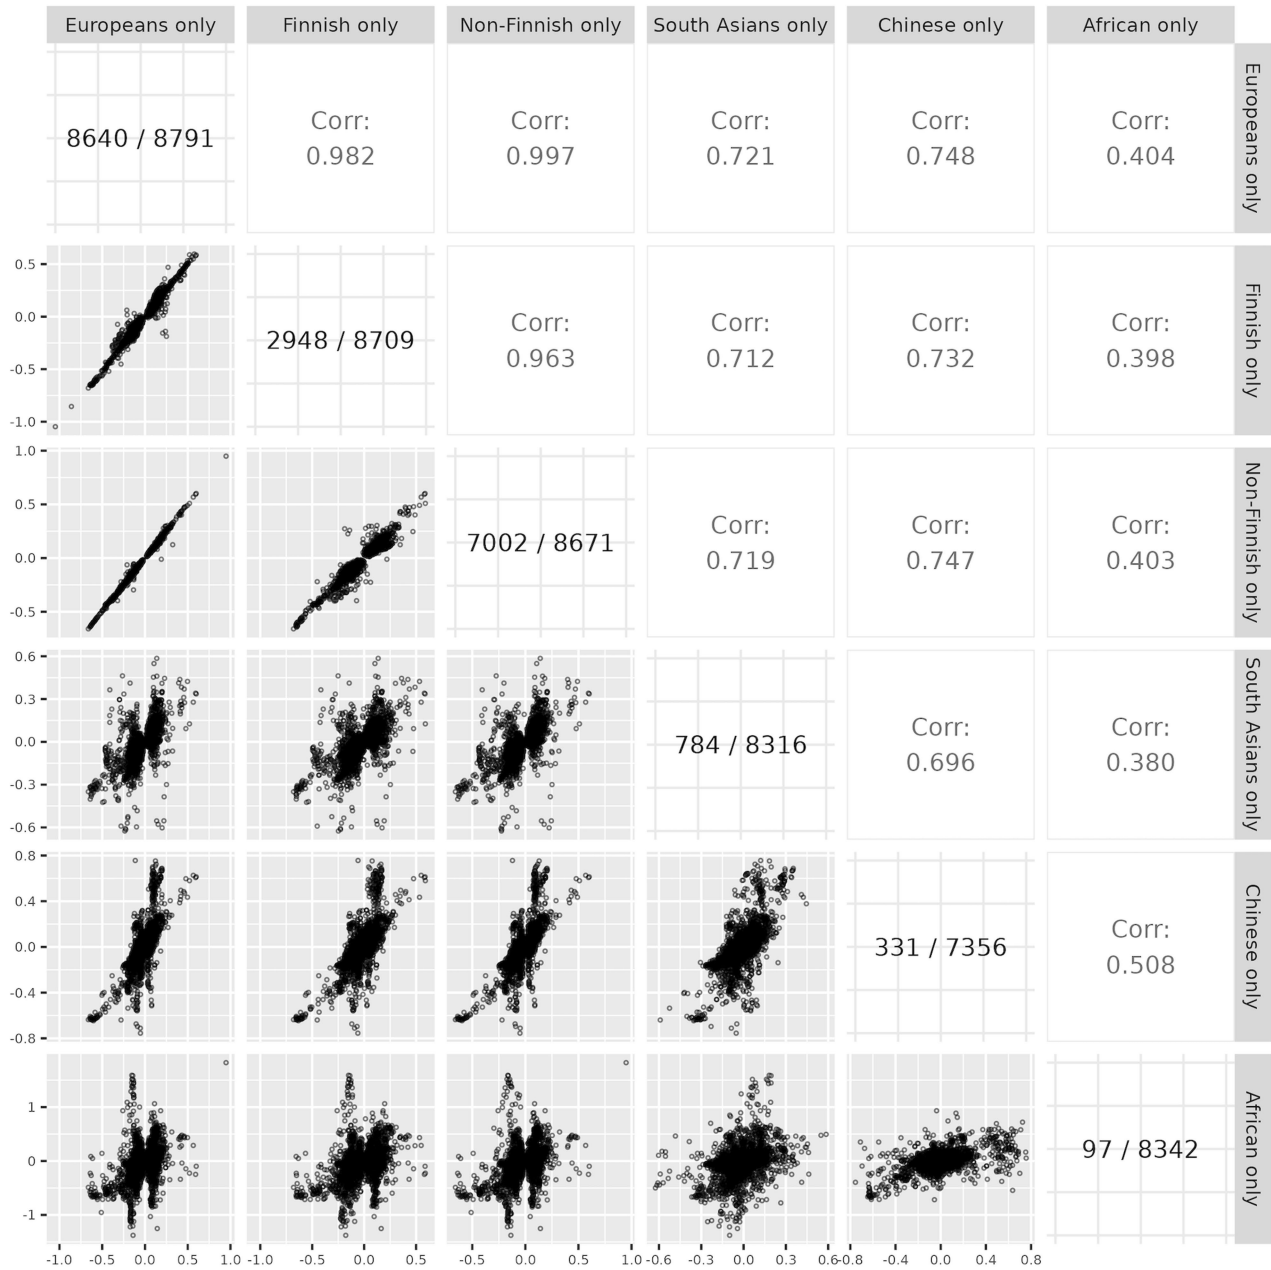 Europeans only
Finnish only
Non-Finnish only
South Asians only
Chinese only
African only
8640 / 8791
Corr:
0.982
Corr:
0.997
Corr:
0.721
Corr:
0.748
Corr:
0.404
Europeans only
0.5
0.0
-0.5
-1.0
2948 / 8709
Corr:
0.963
Corr:
0.712
Corr:
0.732
Corr:
0.398
Finnish only
1.0
0.5
0.0
-0.5
7002 / 8671
Corr:
0.719
Corr:
0.747
Corr:
0.403
Non-Finnish only
0.6
0.3
0.0
-0.3
-0.6
784 / 8316
Corr:
0.696
Corr:
0.380
South Asians only
0.8
0.4
0.0
-0.4
-0.8
331 / 7356
Corr:
0.508
Chinese only
1
0
-1
97 / 8342
African only
-1.0 -0.5 0.0 0.5 1.0
-1.0 -0.5 0.0 0.5
-0.5 0.0 0.5 1.0
-0.6 -0.3 0.0 0.3 0.6
-0.8 -0.4 0.0 0.4 0.8